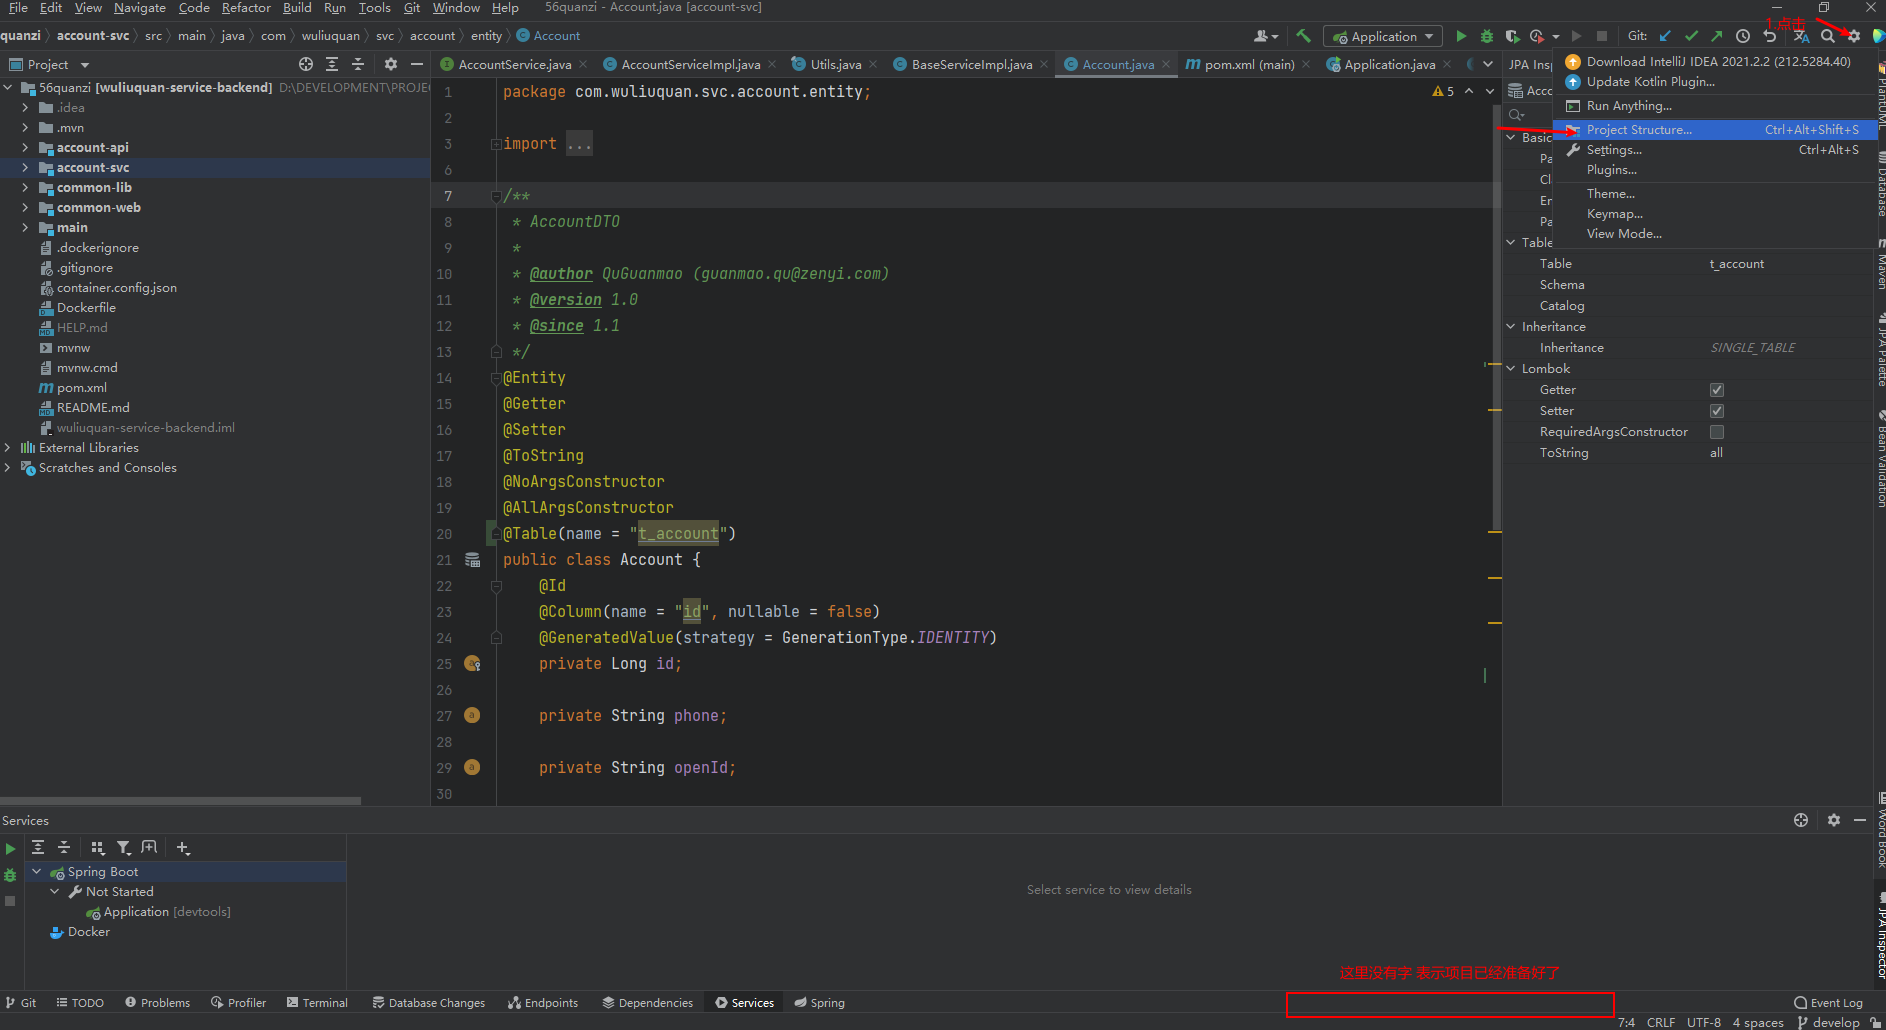 File Edit View Navigate Code Refactor Build Run Tools Git Window Help 56quanzi - Account.java [account-svc]
quanzi account-svc src main java com wuliuquan svc account entity Account
Application Git: 1.点击
Project
AccountService.java AccountServiceImpl.java Utils.java BaseServiceImpl.java Account.java pom.xml (main) Application.java
JPA Insp
56quanzi [wuliuquan-service-backend] D:\DEVELOPMENT\PROJE
.idea
.mvn
account-api
account-svc
common-lib
common-web
main
.dockerignore
.gitignore
container.config.json
Dockerfile
HELP.md
mvnw
mvnw.cmd
pom.xml
README.md
wuliuquan-service-backend.iml
External Libraries
Scratches and Consoles
1 package com.wuliuquan.svc.account.entity;
5
2
3 import ...
6
7 /**
8 * AccountDTO
9 *
10 * @author QuGuanmao (guanmao.qu@zenyi.com)
11 * @version 1.0
12 * @since 1.1
13 */
14 @Entity
15 @Getter
16 @Setter
17 @ToString
18 @NoArgsConstructor
19 @AllArgsConstructor
20 @Table(name = "t_account")
21 public class Account {
22 @Id
23 @Column(name = "id", nullable = false)
24 @GeneratedValue(strategy = GenerationType.IDENTITY)
25 private Long id;
26
27 private String phone;
28
29 private String openId;
30
Download IntelliJ IDEA 2021.2.2 (212.5284.40)
Update Kotlin Plugin...
Run Anything...
Project Structure... Ctrl+Alt+Shift+S
Settings... Ctrl+Alt+S
Plugins...
Theme...
Keymap...
View Mode...
Acco
Basic
Pa
Cl
En
Pa
Table
Table t_account
Schema
Catalog
Inheritance
Inheritance SINGLE_TABLE
Lombok
Getter
Setter
RequiredArgsConstructor
ToString all
PlantUML
Database
Maven
JPA Palette
Bean Validation
Word Book
JPA Inspector
Services
Spring Boot
Not Started
Application [devtools]
Docker
Select service to view details
这里没有字 表示项目已经准备好了
Git TODO Problems Profiler Terminal Database Changes Endpoints Dependencies Services Spring Event Log
7:4 CRLF UTF-8 4 spaces develop